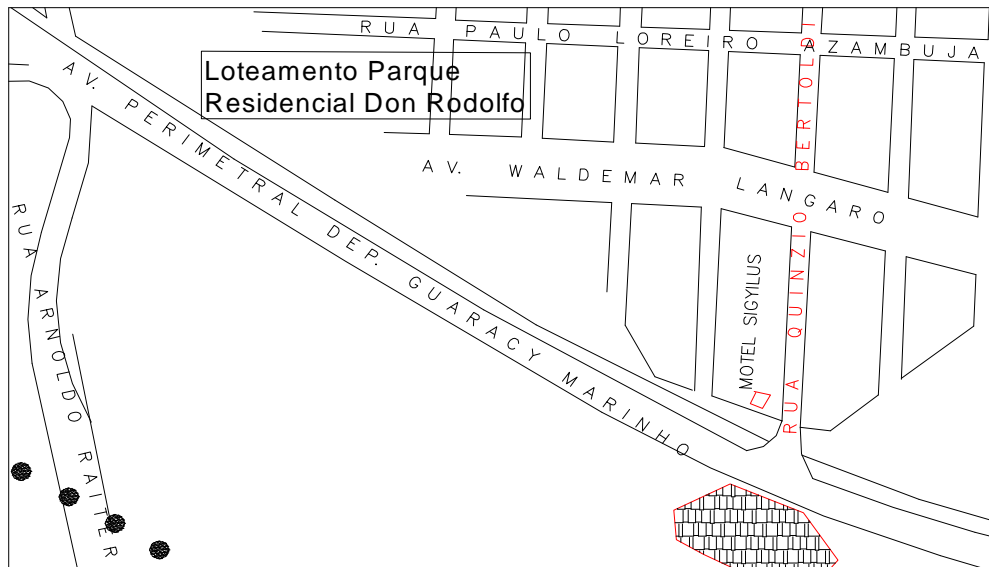 RUA PAULO LOREIRO AZAMBUJA
Loteamento Parque
Residencial Don Rodolfo
AV. PERIMETRAL DEP. GUARACY MARINHO
AV. WALDEMAR LANGARO
RUA QUINZIO BERTOLDI
MOTEL SIGYILUS
RUA ARNOLDO RAITER